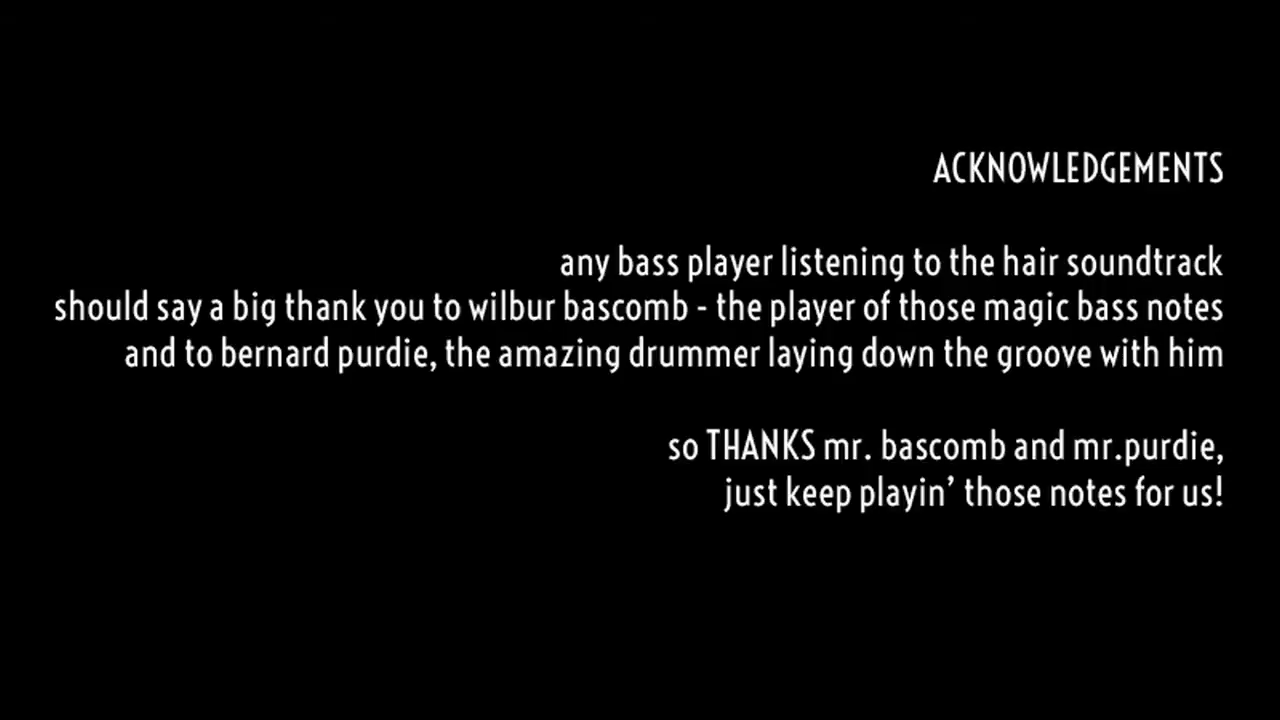 ACKNOWLEDGEMENTS
any bass player listening to the hair soundtrack
should say a big thank you to wilbur bascomb - the player of those magic bass notes
and to bernard purdie, the amazing drummer laying down the groove with him
so THANKS mr. bascomb and mr.purdie,
just keep playin’ those notes for us!